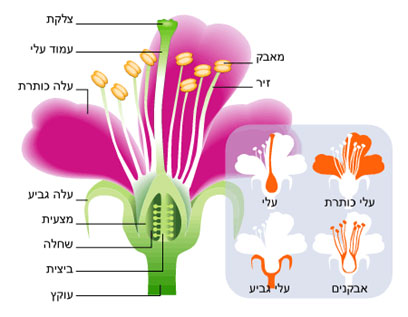 צלקת
עמוד עלי
עלה כותרת
מאבק
זיר
עלה גביע
מצעית
שחלה
ביצית
עוקץ
עלי כותרת
עלי
אבקנים
עלי גביע